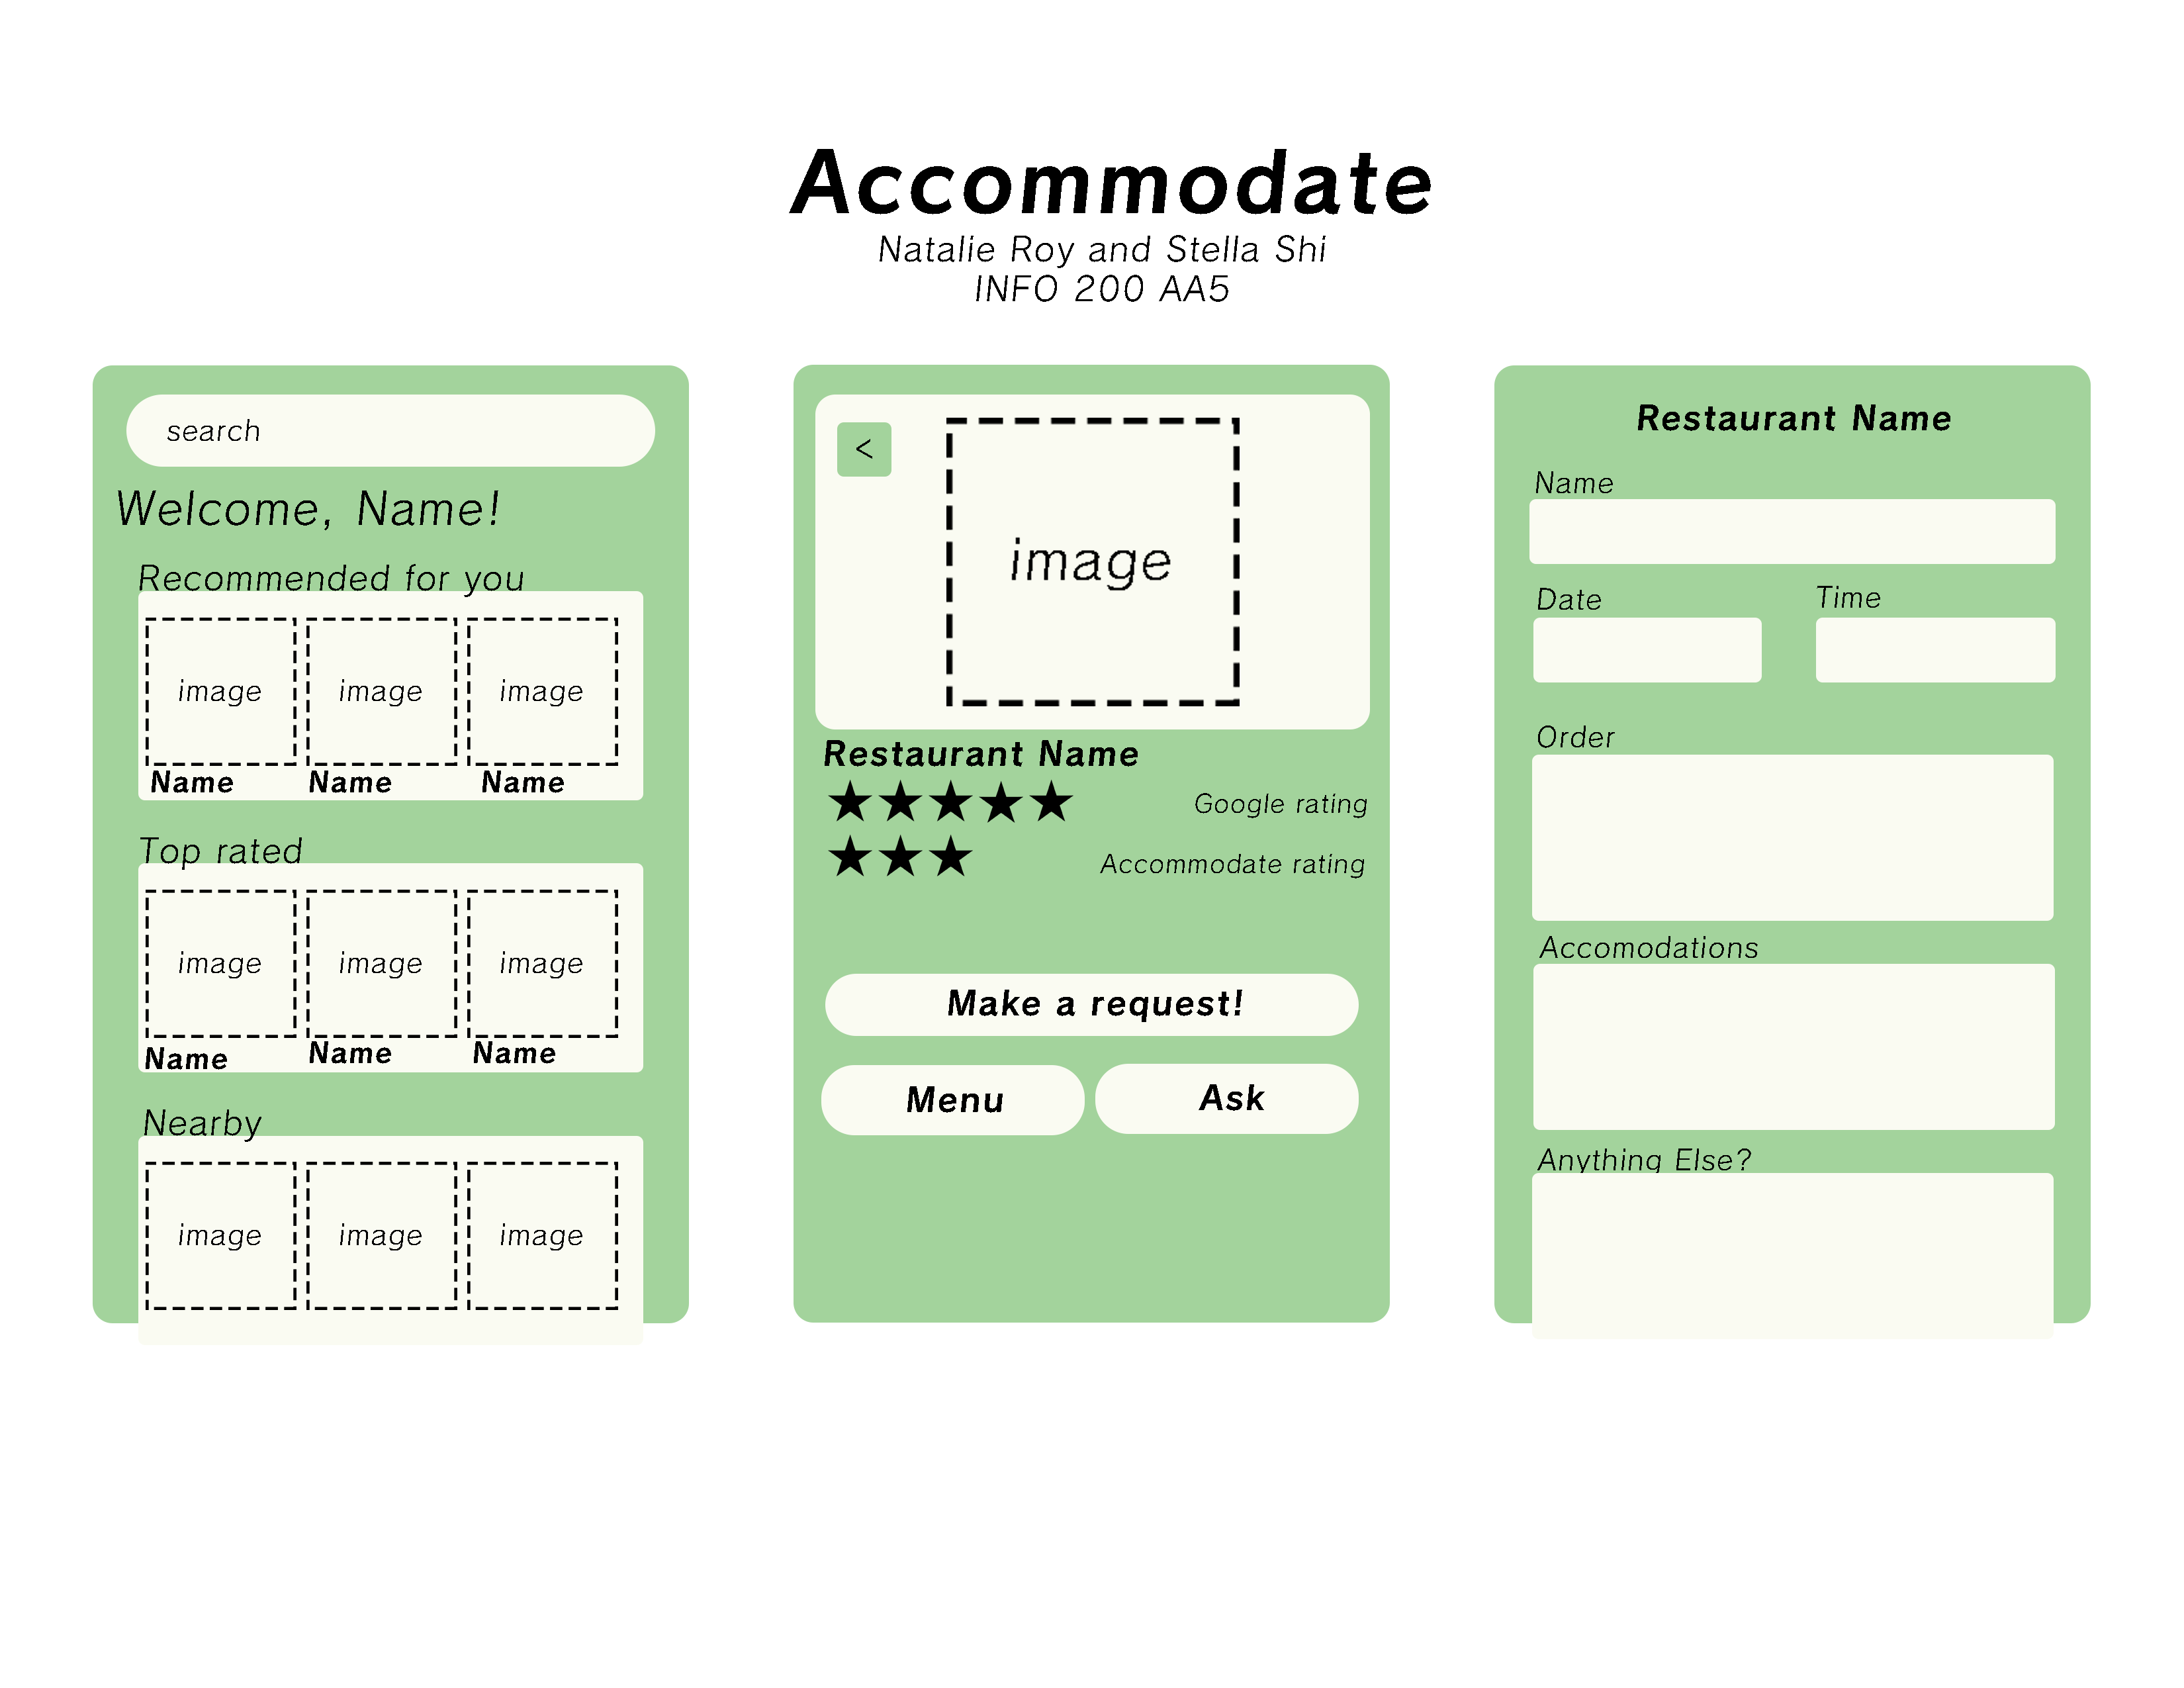 Accommodate
Natalie Roy and Stella Shi
INFO 200 AA5
search
Welcome, Name!
Recommended for you
image image image
Name Name Name
Top rated
image image image
Name Name Name
Nearby
image image image
<
image
Restaurant Name
★★★★★ Google rating
★★★ Accommodate rating
Make a request!
Menu Ask
Restaurant Name
Name
Date Time
Order
Accomodations
Anything Else?